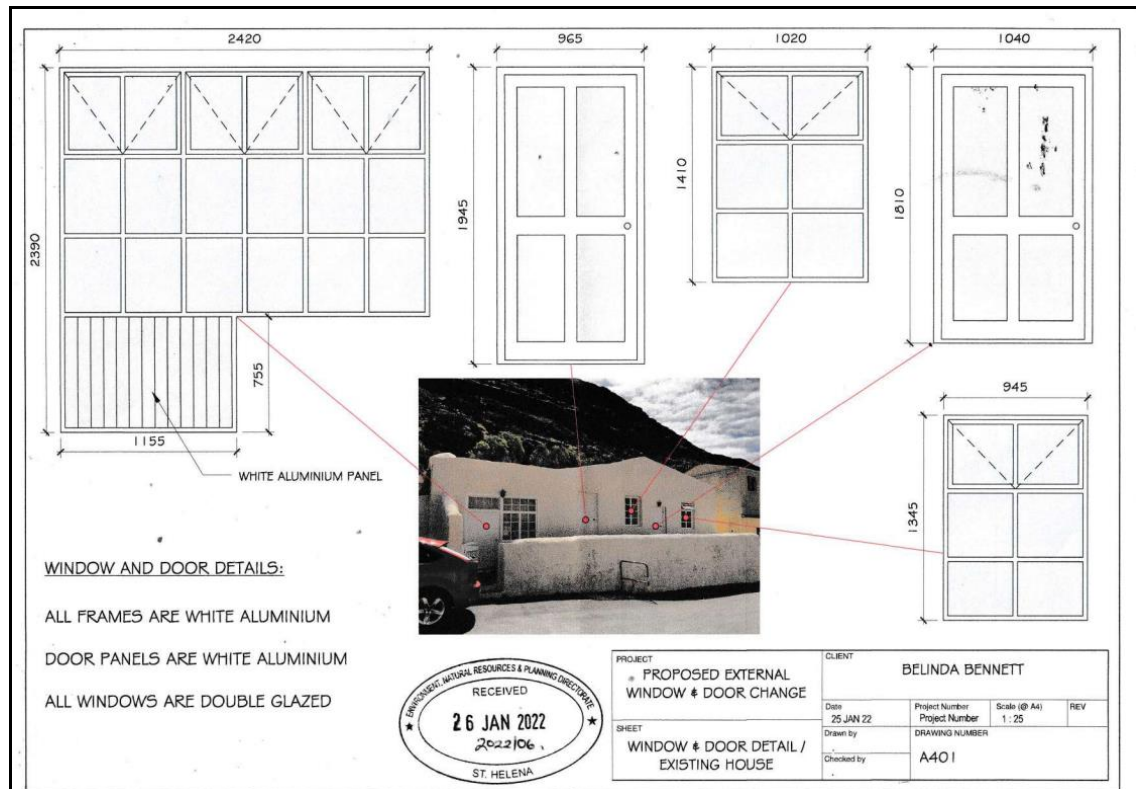 2420
965
1020
1040
2390
1945
1410
1810
755
1155
945
1345
WHITE ALUMINIUM PANEL
WINDOW AND DOOR DETAILS:
ALL FRAMES ARE WHITE ALUMINIUM
DOOR PANELS ARE WHITE ALUMINIUM
ALL WINDOWS ARE DOUBLE GLAZED
ENVIRONMENT, NATURAL RESOURCES & PLANNING DIRECTORATE
RECEIVED
26 JAN 2022
2022/06.
ST. HELENA
PROJECT
PROPOSED EXTERNAL
WINDOW & DOOR CHANGE
SHEET
WINDOW & DOOR DETAIL /
EXISTING HOUSE
CLIENT
BELINDA BENNETT
Date
25 JAN 22
Project Number
Project Number
Scale (@ A4)
1 : 25
REV
Drawn by
Checked by
DRAWING NUMBER
A401